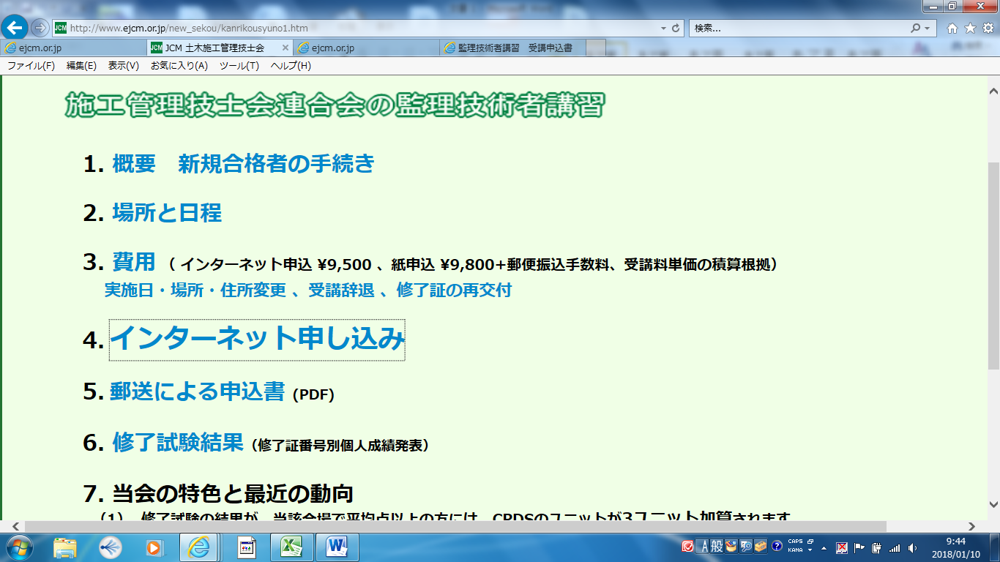 JCM http://www.ejcm.or.jp/new_sekou/kanrikousyuno1.htm
検索...
ejcm.or.jp
JCM JCM 土木施工管理技士会
ejcm.or.jp
監理技術者講習　受講申込書
ファイル(F) 編集(E) 表示(V) お気に入り(A) ツール(T) ヘルプ(H)
施工管理技士会連合会の監理技術者講習
1. 概要　新規合格者の手続き
2. 場所と日程
3. 費用 （ インターネット申込 ¥9,500 、紙申込 ¥9,800+郵便振込手数料、受講料単価の積算根拠）
実施日・場所・住所変更 、受講辞退 、修了証の再交付
4. インターネット申し込み
5. 郵送による申込書 (PDF)
6. 修了試験結果（修了証番号別個人成績発表）
7. 当会の特色と最近の動向
（1） 修了試験の結果が、当該会場で平均点以上の方には、CPDSのユニットが3ユニット加算されます
A 般
CAPS
KANA
9:44
2018/01/10